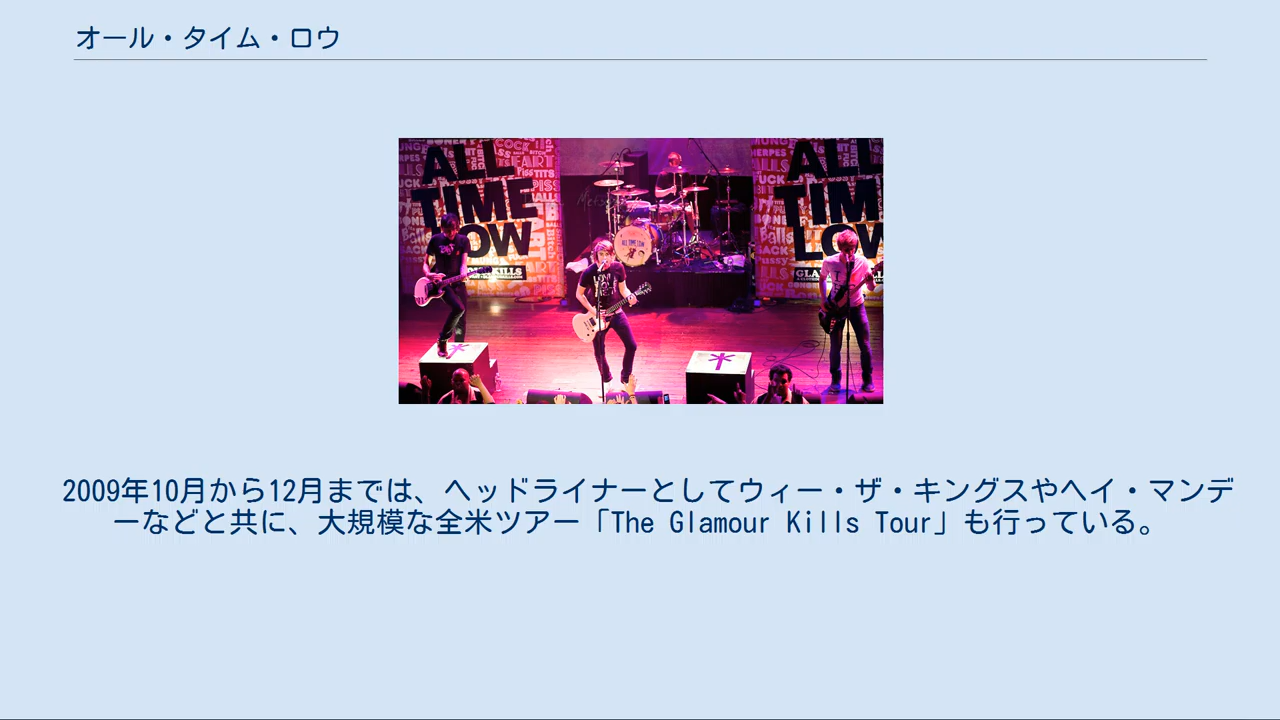 オール・タイム・ロウ
ALL TIME LOW
ALL TIME LOW
ALL TIME LOW
2009年10月から12月までは、ヘッドライナーとしてウィー・ザ・キングスやヘイ・マンデ
ーなどと共に、大規模な全米ツアー「The Glamour Kills Tour」も行っている。